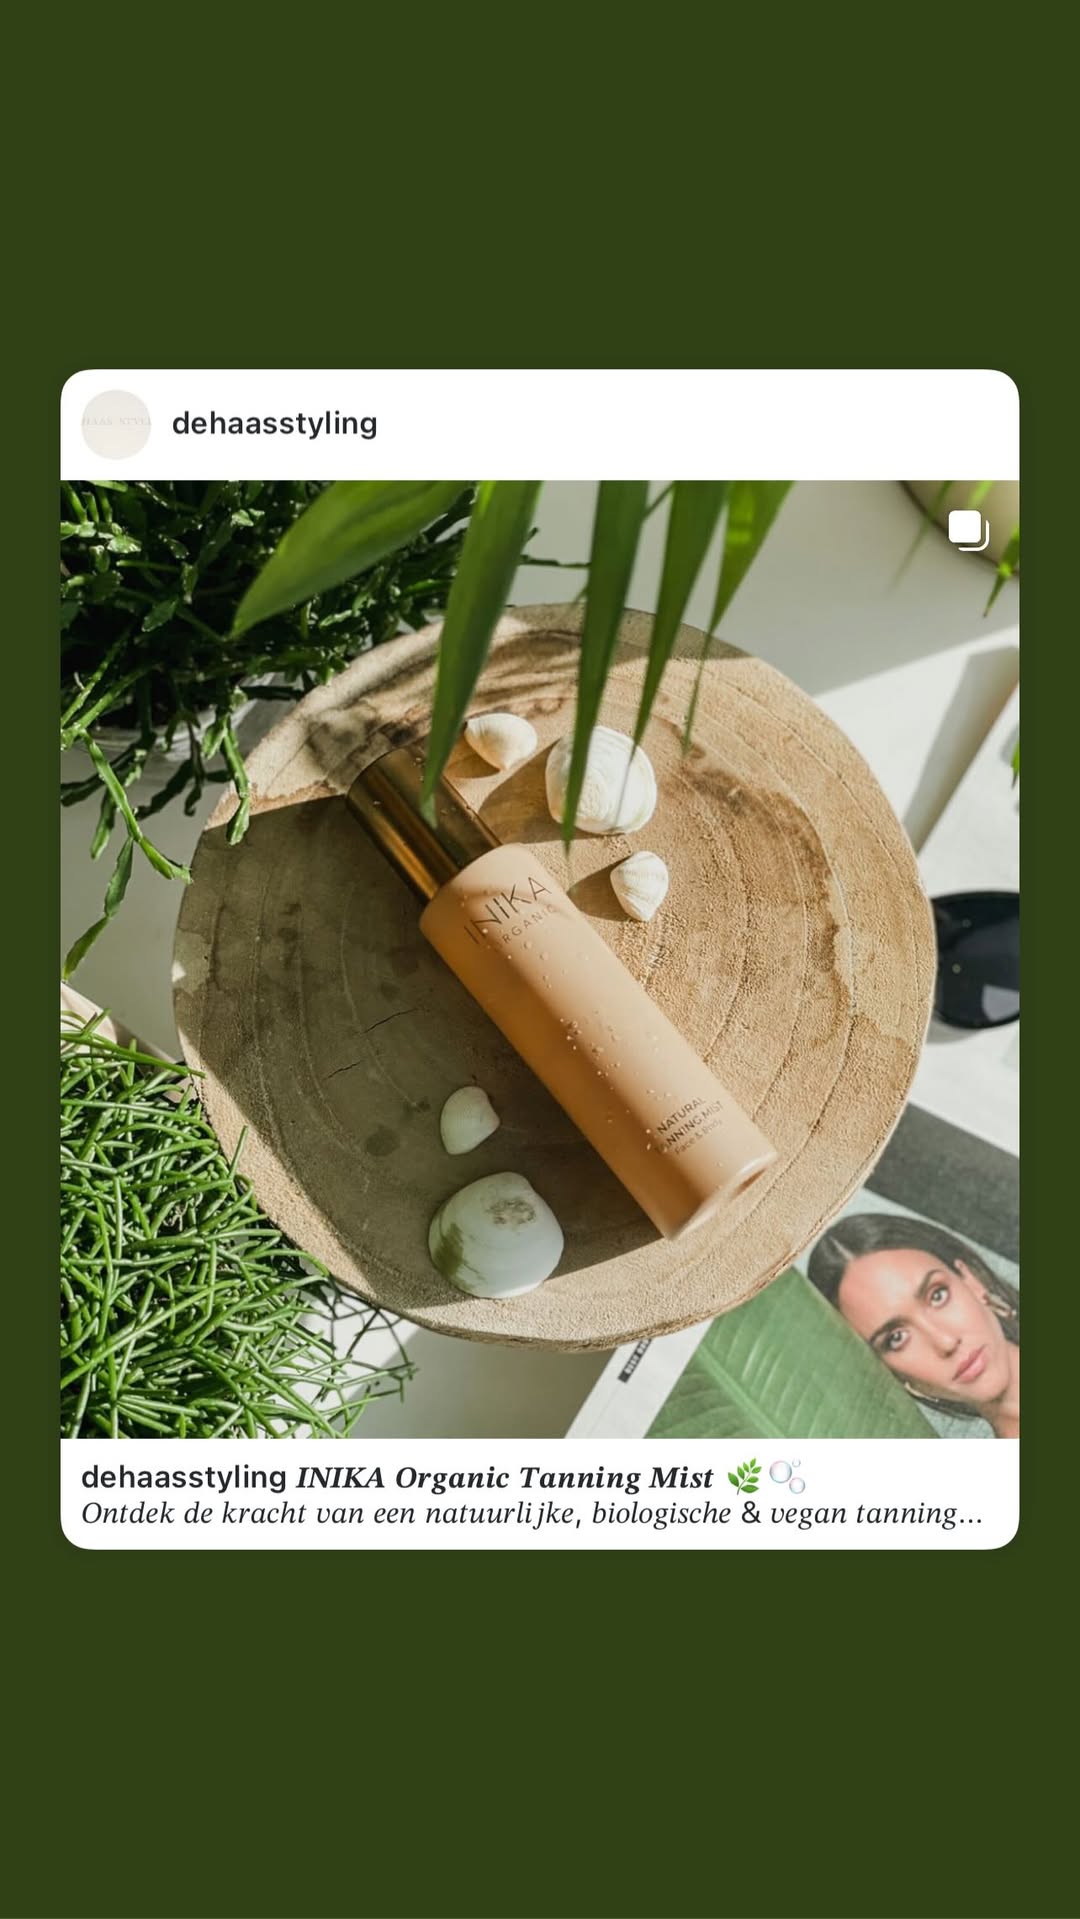 dehaasstyling
INIKA
ORGANIC
NATURAL
TANNING MIST
Face & Body
dehaasstyling INIKA Organic Tanning Mist 🌿🫧
Ontdek de kracht van een natuurlijke, biologische & vegan tanning...